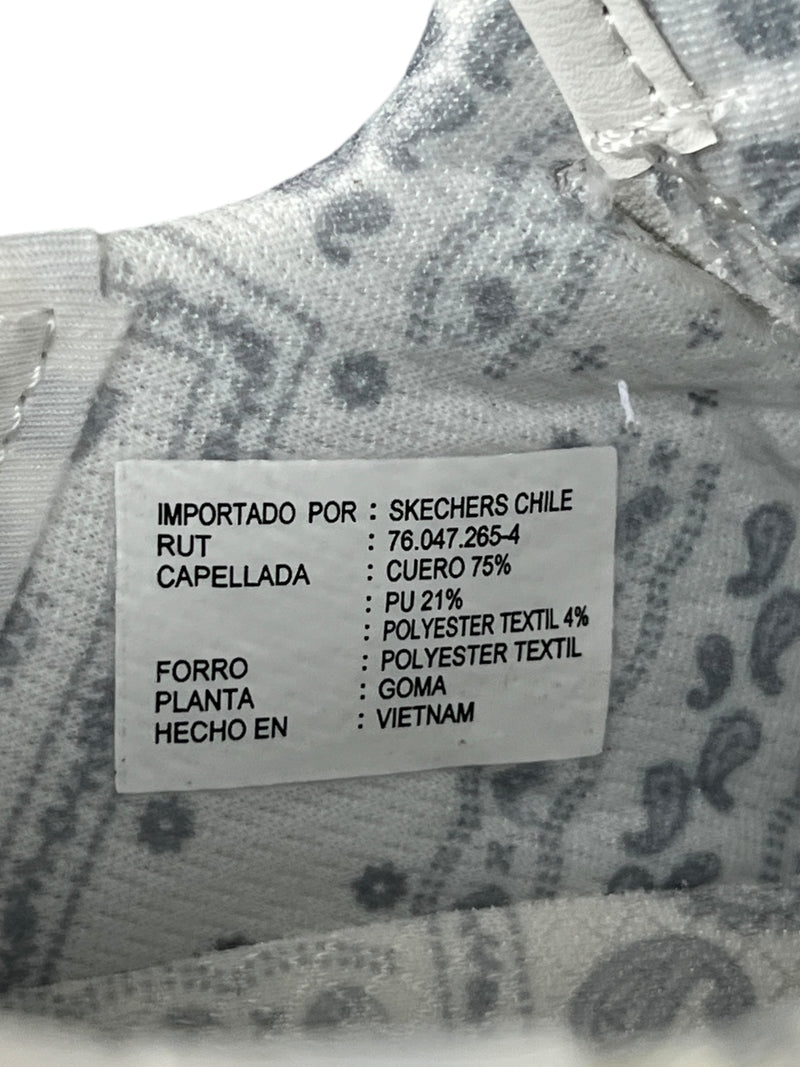 IMPORTADO POR : SKECHERS CHILE
RUT : 76.047.265-4
CAPELLADA : CUERO 75%
: PU 21%
: POLYESTER TEXTIL 4%
FORRO : POLYESTER TEXTIL
PLANTA : GOMA
HECHO EN : VIETNAM